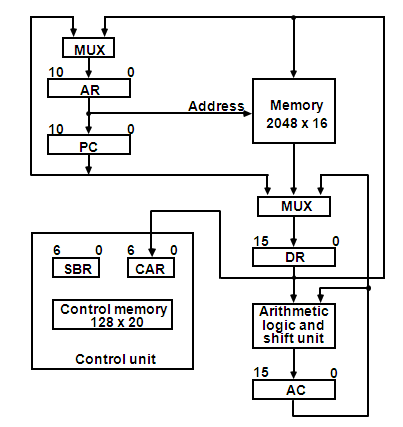 MUX
10 0
AR
Address
Memory
2048 x 16
10 0
PC
MUX
6 0 6 0
SBR CAR
15 0
DR
Control memory
128 x 20
Arithmetic
logic and
shift unit
Control unit
15 0
AC